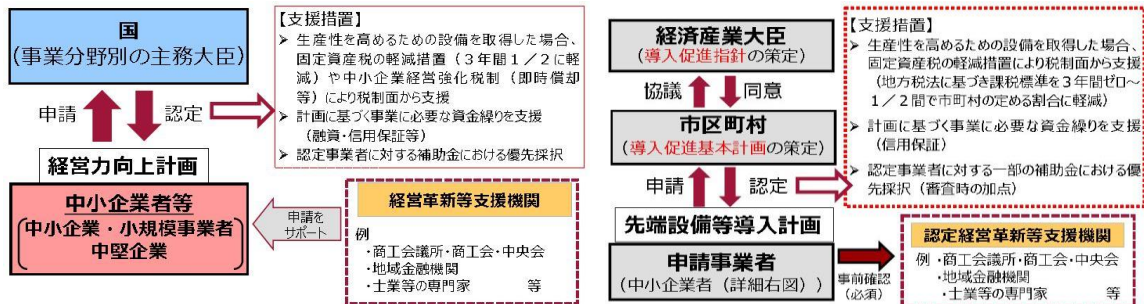 国
(事業分野別の主務大臣)
申請
認定
経営力向上計画
中小企業者等
中小企業・小規模事業者
中堅企業
【支援措置】
➢ 生産性を高めるための設備を取得した場合、
固定資産税の軽減措置(3年間1/2に軽
減)や中小企業経営強化税制(即時償却
等)により税制面から支援
➢ 計画に基づく事業に必要な資金繰りを支援
(融資・信用保証等)
➢ 認定事業者に対する補助金における優先採択
申請を
サポート
経営革新等支援機関
例
・商工会議所・商工会・中央会
・地域金融機関
・士業等の専門家 等
経済産業大臣
(導入促進指針の策定)
協議
同意
市区町村
(導入促進基本計画の策定)
申請
認定
先端設備等導入計画
申請事業者
(中小企業者(詳細右図))
【支援措置】
➢ 生産性を高めるための設備を取得した場合、
固定資産税の軽減措置により税制面から支援
(地方税法に基づき課税標準を3年間ゼロ~
1/2間で市町村の定める割合に軽減)
➢ 計画に基づく事業に必要な資金繰りを支援
(信用保証)
➢ 認定事業者に対する一部の補助金における優
先採択(審査時の加点)
事前確認
(必須)
認定経営革新等支援機関
例 ・商工会議所・商工会・中央会
・地域金融機関
・士業等の専門家 等